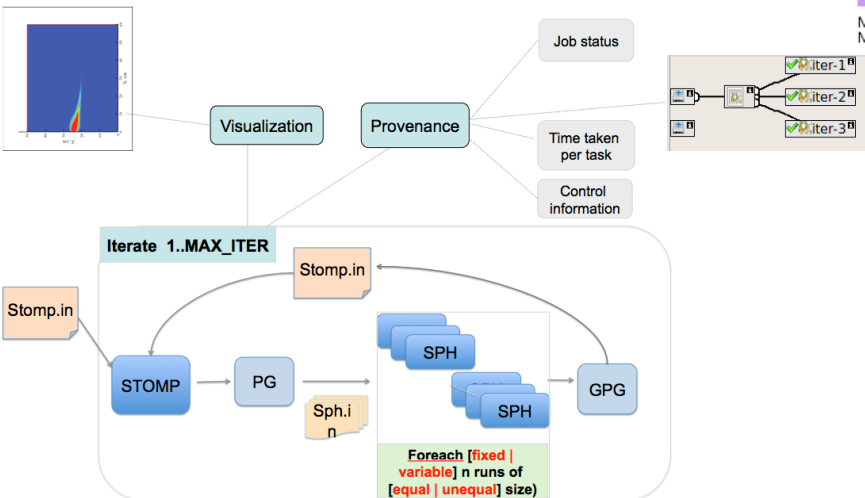 Job status
Visualization
Provenance
iter-1
iter-2
iter-3
Time taken
per task
Control
information
Iterate 1..MAX_ITER
Stomp.in
Stomp.in
STOMP
PG
Sph.i
n
SPH
SPH
GPG
Foreach [fixed |
variable] n runs of
[equal | unequal] size)